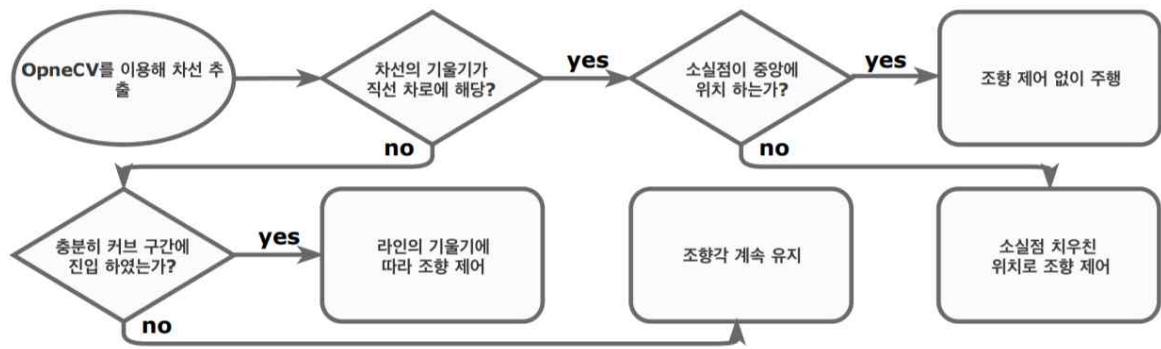 OpneCV를 이용해 차선 추
출
차선의 기울기가
직선 차로에 해당?
yes
소실점이 중앙에
위치 하는가?
yes
조향 제어 없이 주행
no
no
충분히 커브 구간에
진입 하였는가?
yes
라인의 기울기에
따라 조향 제어
조향각 계속 유지
소실점 치우친
위치로 조향 제어
no